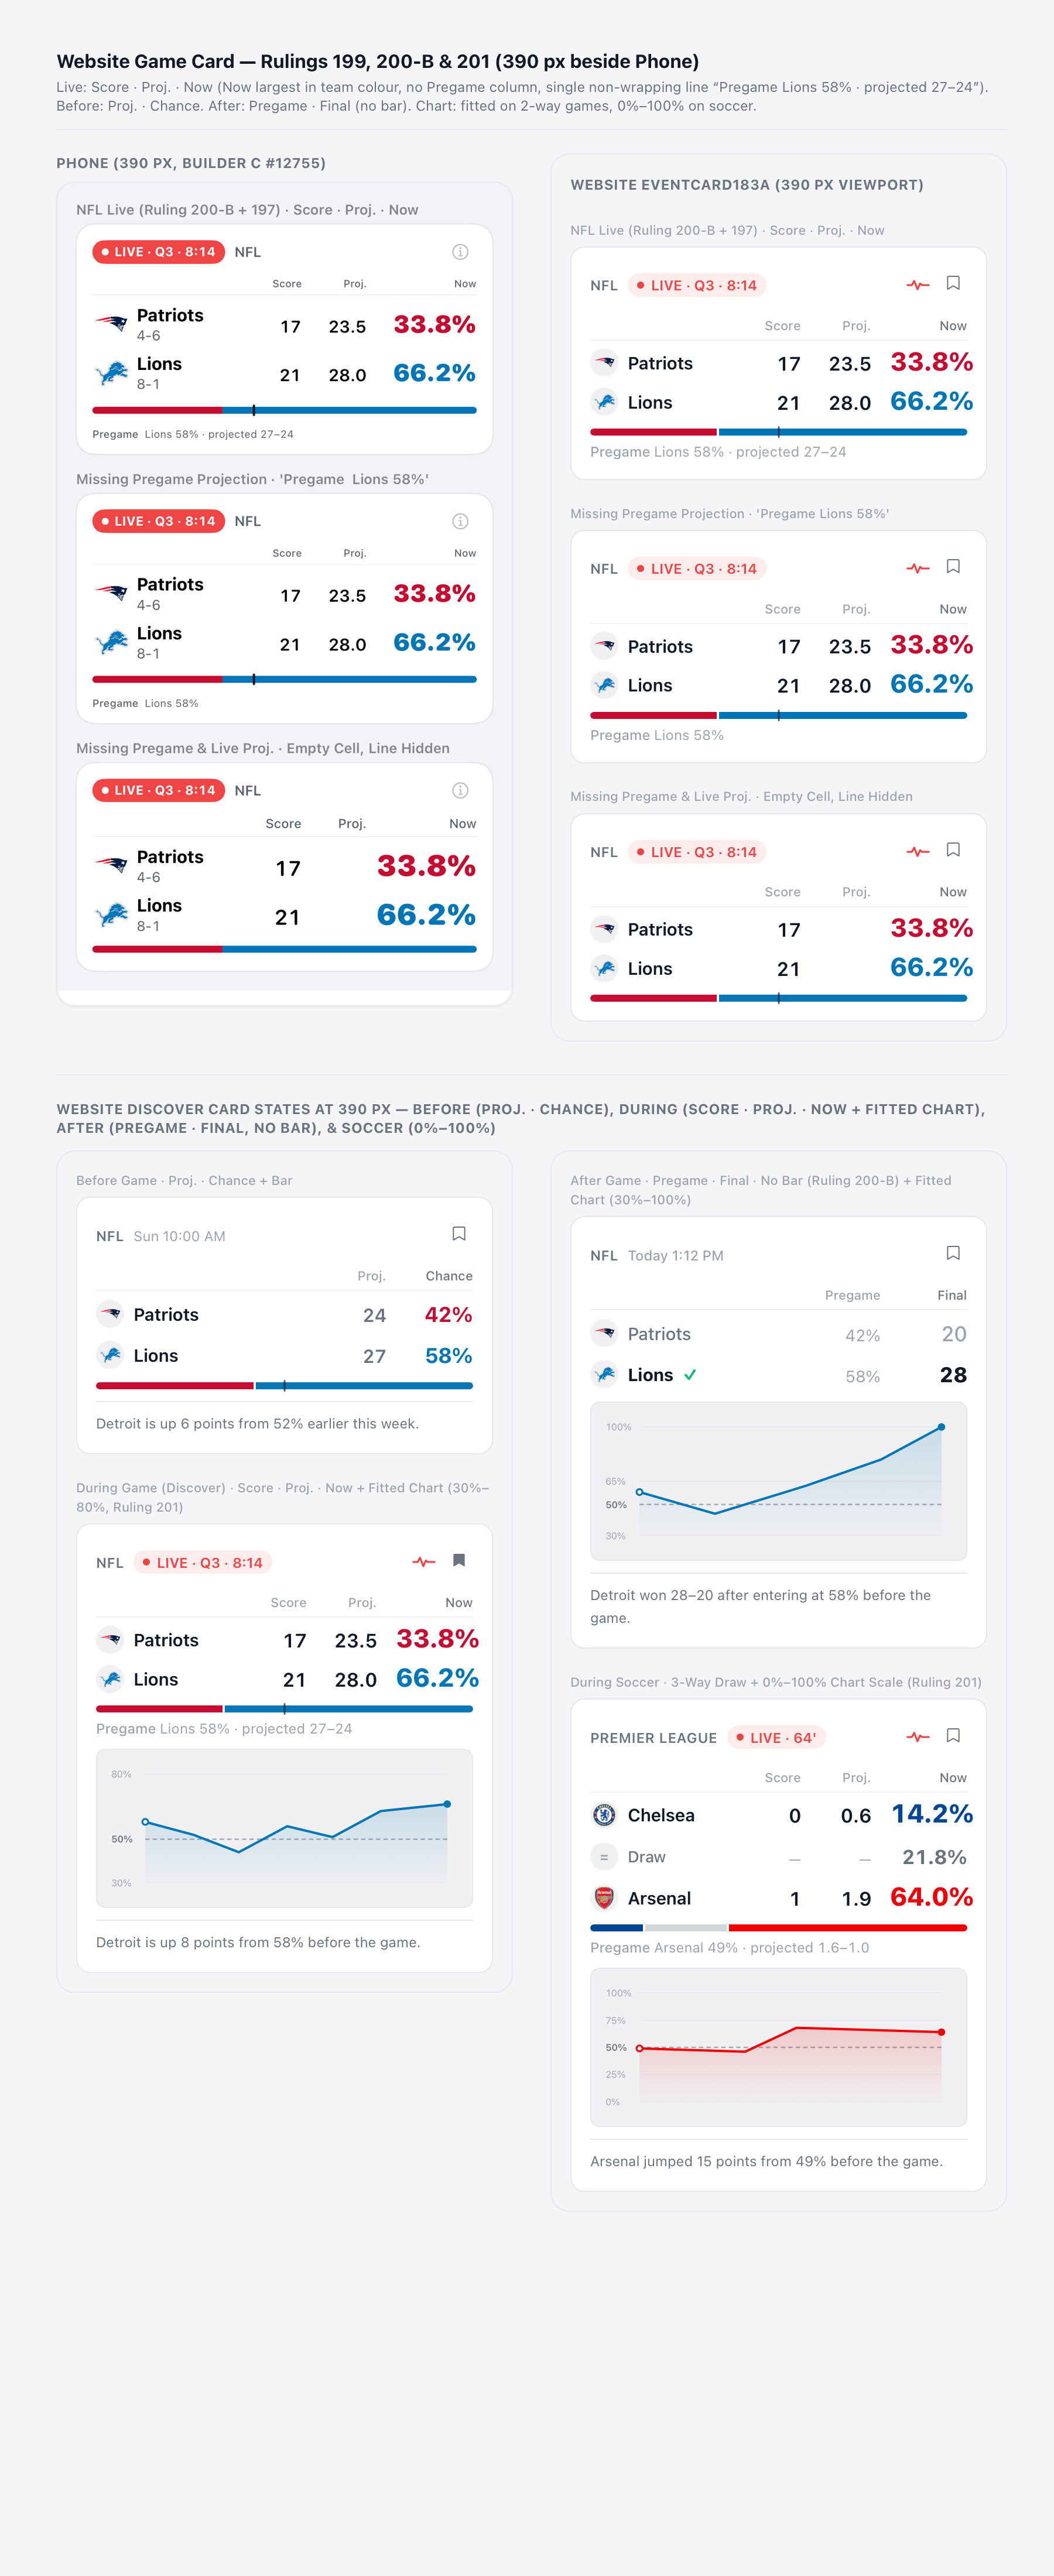 Website Game Card — Rulings 199, 200-B & 201 (390 px beside Phone)
Live: Score · Proj. · Now (Now largest in team colour, no Pregame column, single non-wrapping line “Pregame Lions 58% · projected 27–24”).
Before: Proj. · Chance. After: Pregame · Final (no bar). Chart: fitted on 2-way games, 0%–100% on soccer.
PHONE (390 PX, BUILDER C #12755)
NFL Live (Ruling 200-B + 197) · Score · Proj. · Now
LIVE · Q3 · 8:14 NFL
Score Proj. Now
Patriots 17 23.5 33.8%
4-6
Lions 21 28.0 66.2%
8-1
Pregame Lions 58% · projected 27–24
Missing Pregame Projection · 'Pregame  Lions 58%'
LIVE · Q3 · 8:14 NFL
Score Proj. Now
Patriots 17 23.5 33.8%
4-6
Lions 21 28.0 66.2%
8-1
Pregame Lions 58%
Missing Pregame & Live Proj. · Empty Cell, Line Hidden
LIVE · Q3 · 8:14 NFL
Score Proj. Now
Patriots 17 33.8%
4-6
Lions 21 66.2%
8-1
WEBSITE EVENTCARD183A (390 PX VIEWPORT)
NFL Live (Ruling 200-B + 197) · Score · Proj. · Now
NFL LIVE · Q3 · 8:14
Score Proj. Now
Patriots 17 23.5 33.8%
Lions 21 28.0 66.2%
Pregame Lions 58% · projected 27–24
Missing Pregame Projection · 'Pregame Lions 58%'
NFL LIVE · Q3 · 8:14
Score Proj. Now
Patriots 17 23.5 33.8%
Lions 21 28.0 66.2%
Pregame Lions 58%
Missing Pregame & Live Proj. · Empty Cell, Line Hidden
NFL LIVE · Q3 · 8:14
Score Proj. Now
Patriots 17 33.8%
Lions 21 66.2%
WEBSITE DISCOVER CARD STATES AT 390 PX — BEFORE (PROJ. · CHANCE), DURING (SCORE · PROJ. · NOW + FITTED CHART),
AFTER (PREGAME · FINAL, NO BAR), & SOCCER (0%–100%)
Before Game · Proj. · Chance + Bar
NFL Sun 10:00 AM
Proj. Chance
Patriots 24 42%
Lions 27 58%
Detroit is up 6 points from 52% earlier this week.
During Game (Discover) · Score · Proj. · Now + Fitted Chart (30%–
80%, Ruling 201)
NFL LIVE · Q3 · 8:14
Score Proj. Now
Patriots 17 23.5 33.8%
Lions 21 28.0 66.2%
Pregame Lions 58% · projected 27–24
80%
50%
30%
Detroit is up 8 points from 58% before the game.
After Game · Pregame · Final · No Bar (Ruling 200-B) + Fitted
Chart (30%–100%)
NFL Today 1:12 PM
Pregame Final
Patriots 42% 20
Lions 58% 28
100%
65%
50%
30%
Detroit won 28–20 after entering at 58% before the
game.
During Soccer · 3-Way Draw + 0%–100% Chart Scale (Ruling 201)
PREMIER LEAGUE LIVE · 64'
Score Proj. Now
Chelsea 0 0.6 14.2%
= Draw — — 21.8%
Arsenal 1 1.9 64.0%
Pregame Arsenal 49% · projected 1.6–1.0
100%
75%
50%
25%
0%
Arsenal jumped 15 points from 49% before the game.